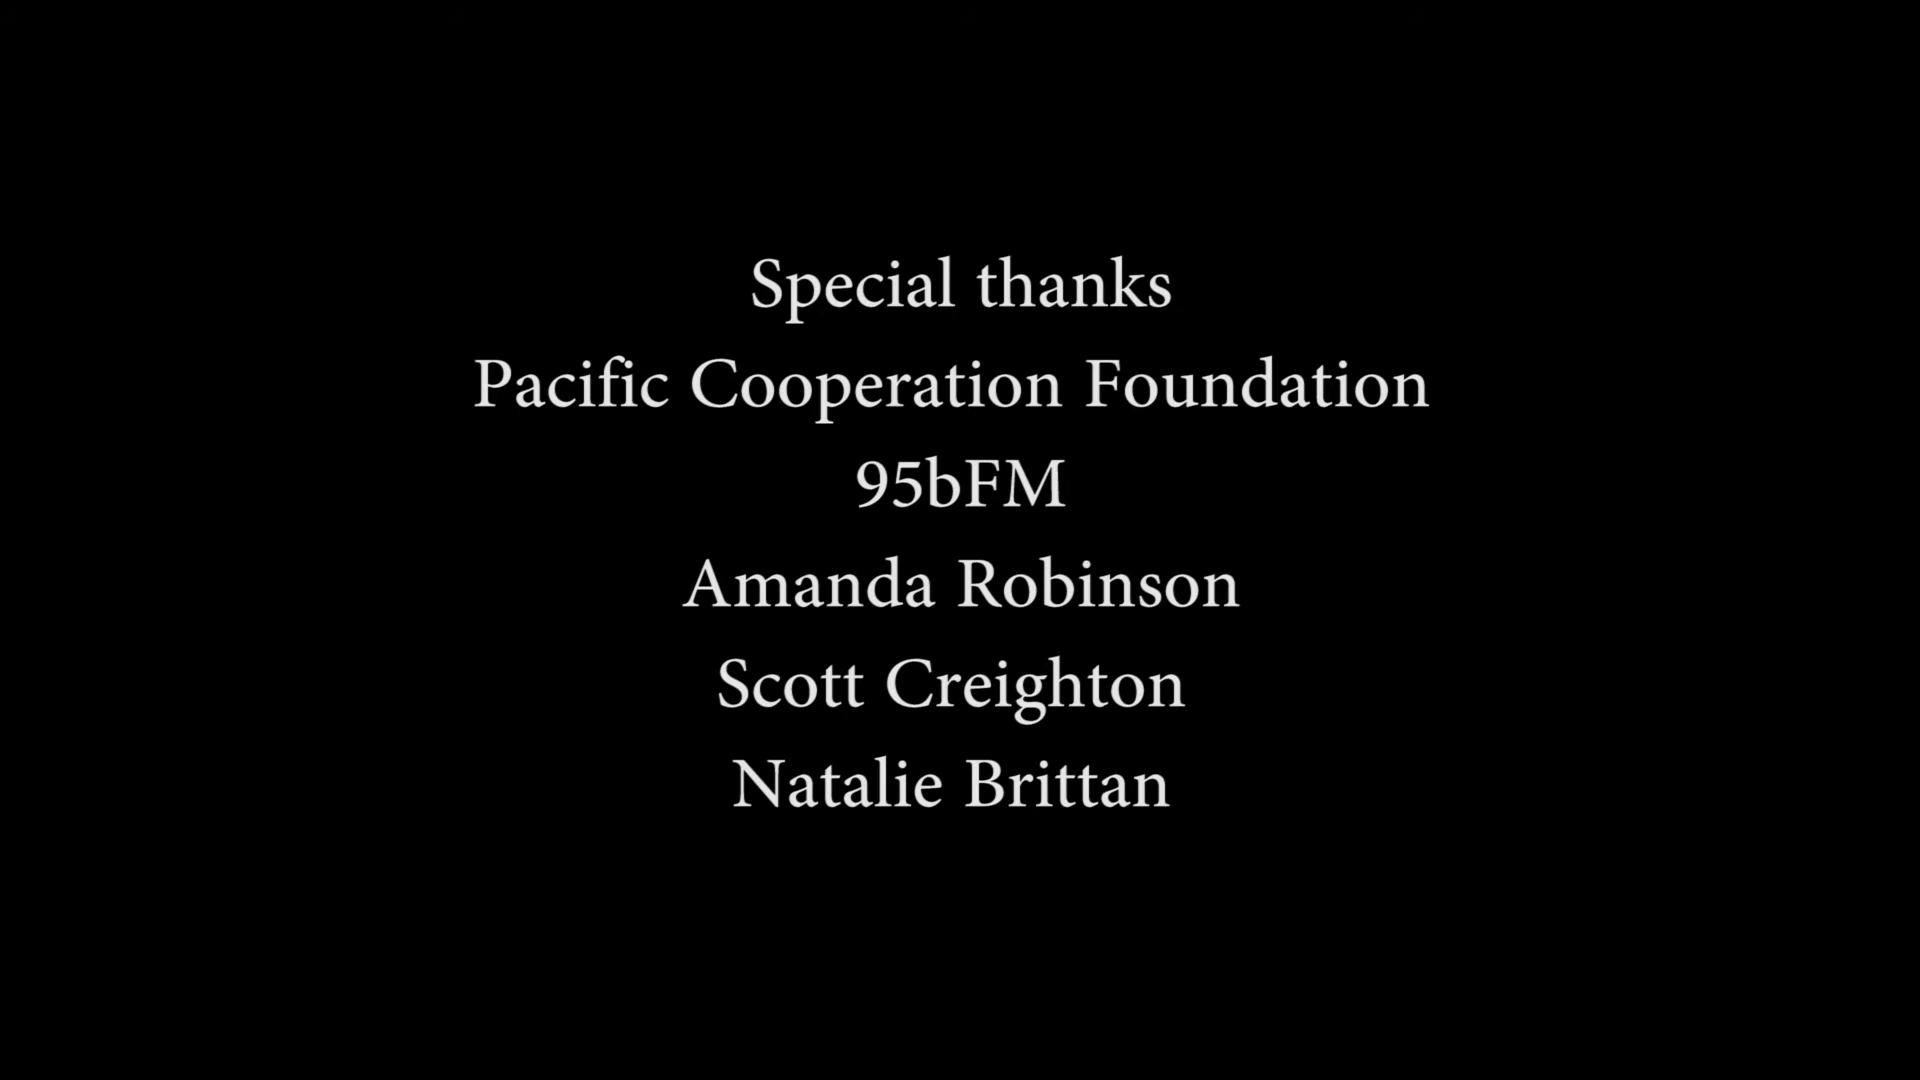 Special thanks
Pacific Cooperation Foundation
95bFM
Amanda Robinson
Scott Creighton
Natalie Brittan